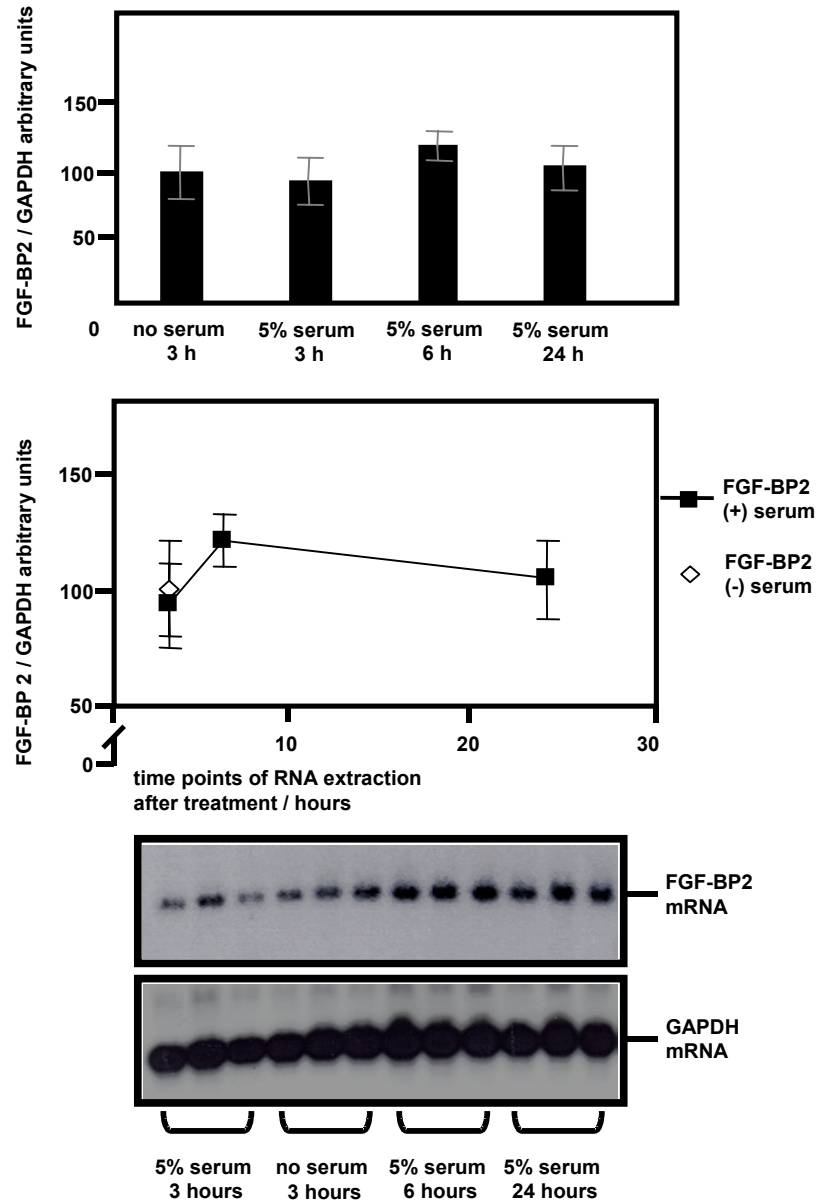 FGF-BP2 / GAPDH arbitrary units
150
100
50
0
no serum
3 h
5% serum
3 h
5% serum
6 h
5% serum
24 h
FGF-BP 2 / GAPDH arbitrary units
150
100
50
0
10
20
30
time points of RNA extraction
after treatment / hours
FGF-BP2
(+) serum
FGF-BP2
(-) serum
FGF-BP2
mRNA
GAPDH
mRNA
5% serum
3 hours
no serum
3 hours
5% serum
6 hours
5% serum
24 hours